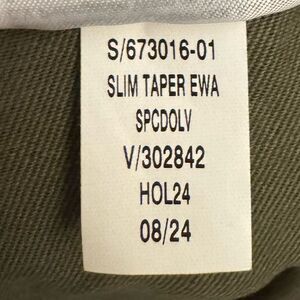 S/673016-01
SLIM TAPER EWA
SPCDOLV
V/302842
HOL24
08/24